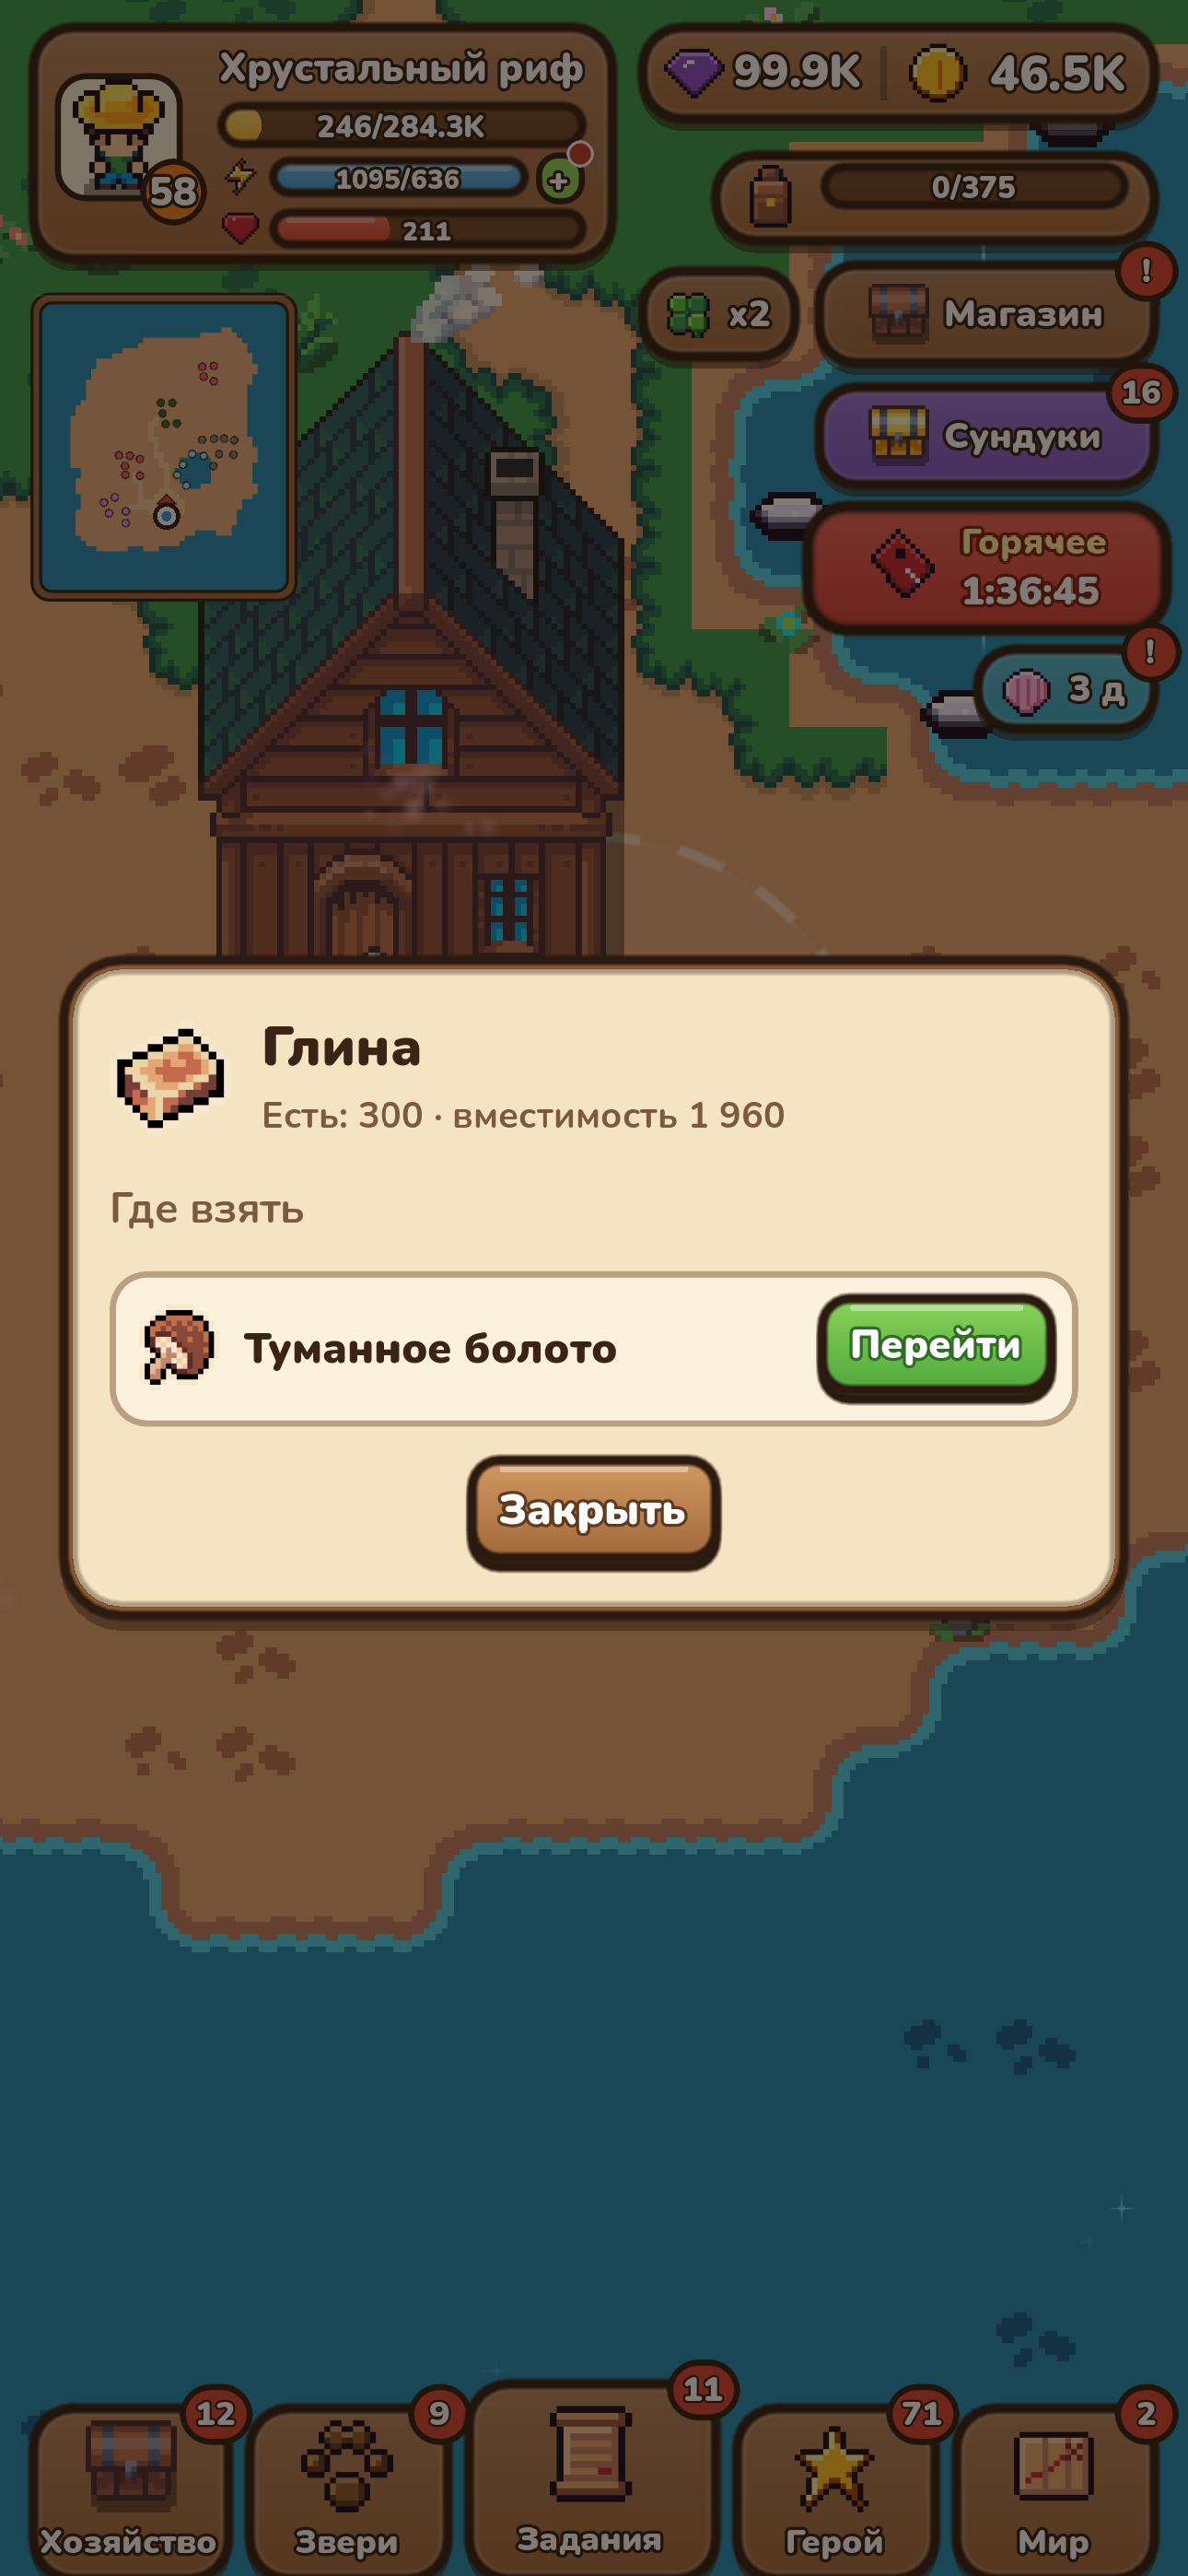 Хрустальный риф
246/284.3K
58
1095/636
+
211
99.9K
46.5K
0/375
x2
Магазин
!
Сундуки
16
Горячее
1:36:45
3 д
!
Глина
Есть: 300 · вместимость 1 960
Где взять
Туманное болото
Перейти
Закрыть
12
Хозяйство
9
Звери
11
Задания
71
Герой
2
Мир